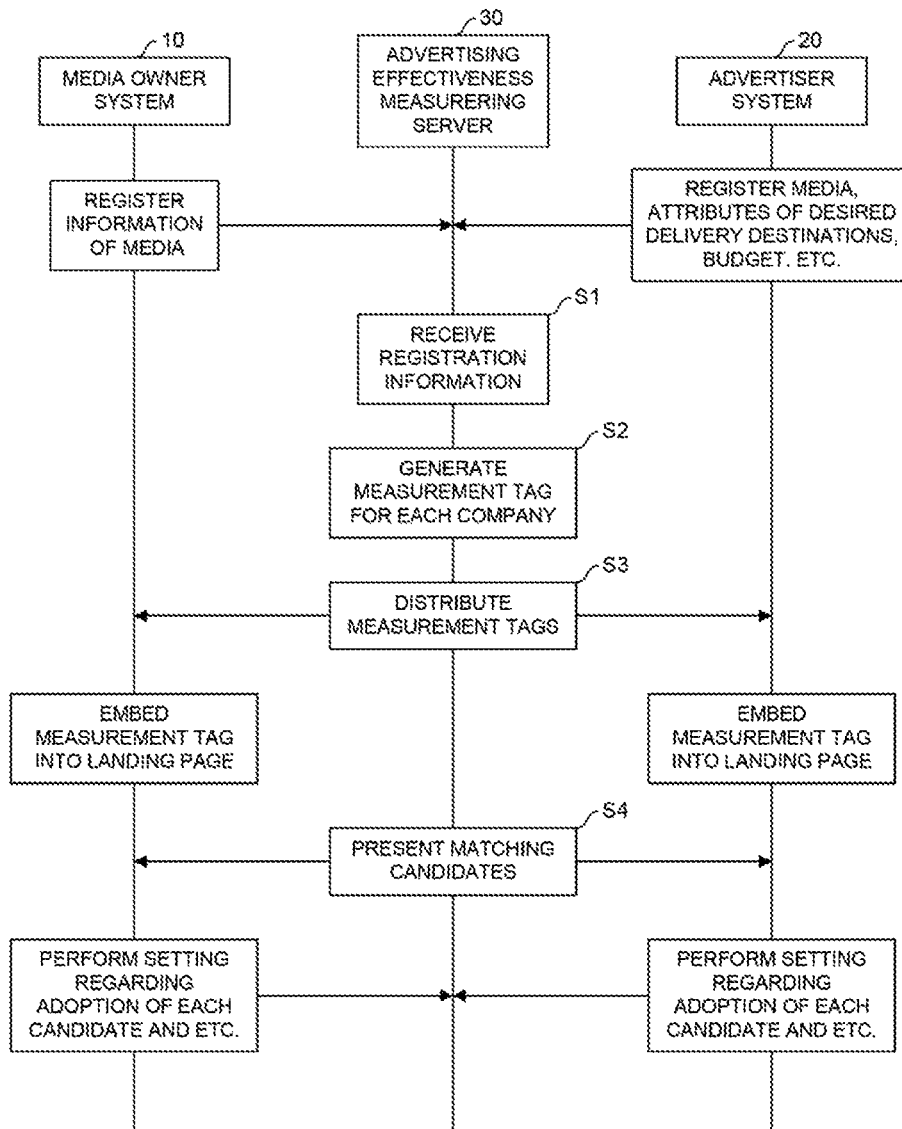 10
MEDIA OWNER
SYSTEM
30
ADVERTISING
EFFECTIVENESS
MEASURERING
SERVER
20
ADVERTISER
SYSTEM
REGISTER
INFORMATION
OF MEDIA
REGISTER MEDIA,
ATTRIBUTES OF DESIRED
DELIVERY DESTINATIONS,
BUDGET. ETC.
S1
RECEIVE
REGISTRATION
INFORMATION
S2
GENERATE
MEASUREMENT TAG
FOR EACH COMPANY
S3
DISTRIBUTE
MEASUREMENT TAGS
EMBED
MEASUREMENT TAG
INTO LANDING PAGE
EMBED
MEASUREMENT TAG
INTO LANDING PAGE
S4
PRESENT MATCHING
CANDIDATES
PERFORM SETTING
REGARDING
ADOPTION OF EACH
CANDIDATE AND ETC.
PERFORM SETTING
REGARDING
ADOPTION OF EACH
CANDIDATE AND ETC.